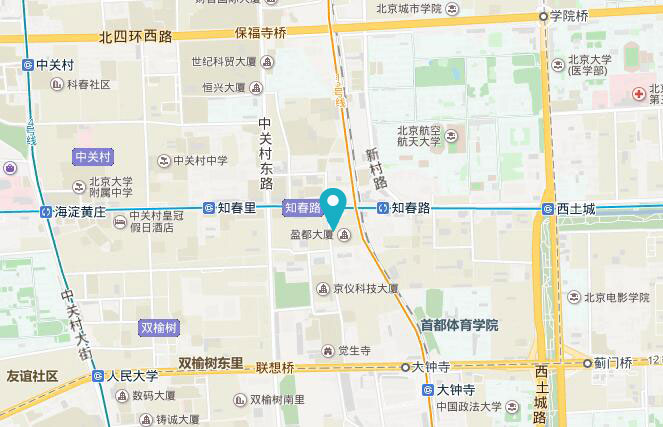 北京城市学院
学院桥
北四环西路
保福寺桥
中关村
世纪科贸大厦
北京大学
(医学部)
科春社区
恒兴大厦
13号线
4号线
中关村东路
北京航空
航天大学
新村路
中关村
中关村中学
北京大学
附属中学
海淀黄庄
知春里
知春路
知春路
西土城
中关村皇冠
假日酒店
盈都大厦
京仪科技大厦
北京电影学院
中关村大街
双榆树
首都体育学院
觉生寺
双榆树东里
联想桥
大钟寺
蓟门桥
友谊社区
人民大学
大钟寺
西土城路
数码大厦
双榆树南里
中国政法大学
铸诚大厦